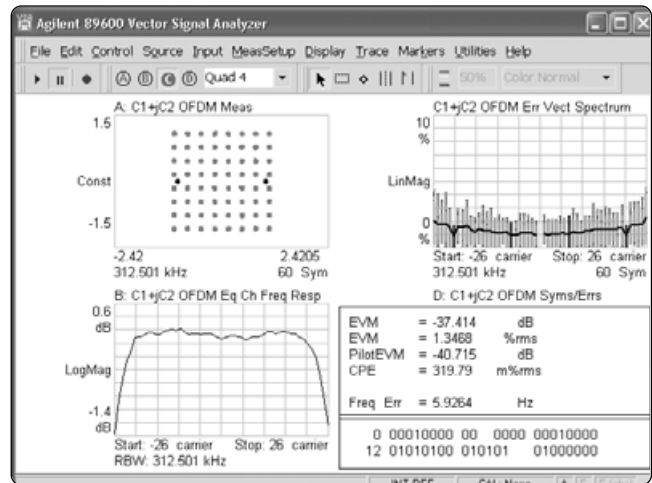 Agilent 89600 Vector Signal Analyzer
File Edit Control Source Input MeasSetup Display Trace Markers Utilities Help
A B C D Quad 4 50% Color Normal
A: C1+jC2 OFDM Meas
1.5
Const
-1.5
-2.42 2.4205
312.501 kHz 60 Sym
C1+jC2 OFDM Err Vect Spectrum
10
%
LinMag
0
%
Start: -26 carrier Stop: 26 carrier
312.501 kHz 60 Sym
B: C1+jC2 OFDM Eq Ch Freq Resp
0.6
dB
LogMag
-1.4
dB
Start: -26 carrier Stop: 26 carrier
RBW: 312.501 kHz
D: C1+jC2 OFDM Syms/Errs
EVM = -37.414 dB
EVM = 1.3468 %rms
PilotEVM = -40.715 dB
CPE = 319.79 m%rms
Freq Err = 5.9264 Hz
0 00010000 00 0000 00010000
12 01010100 010101 01000000